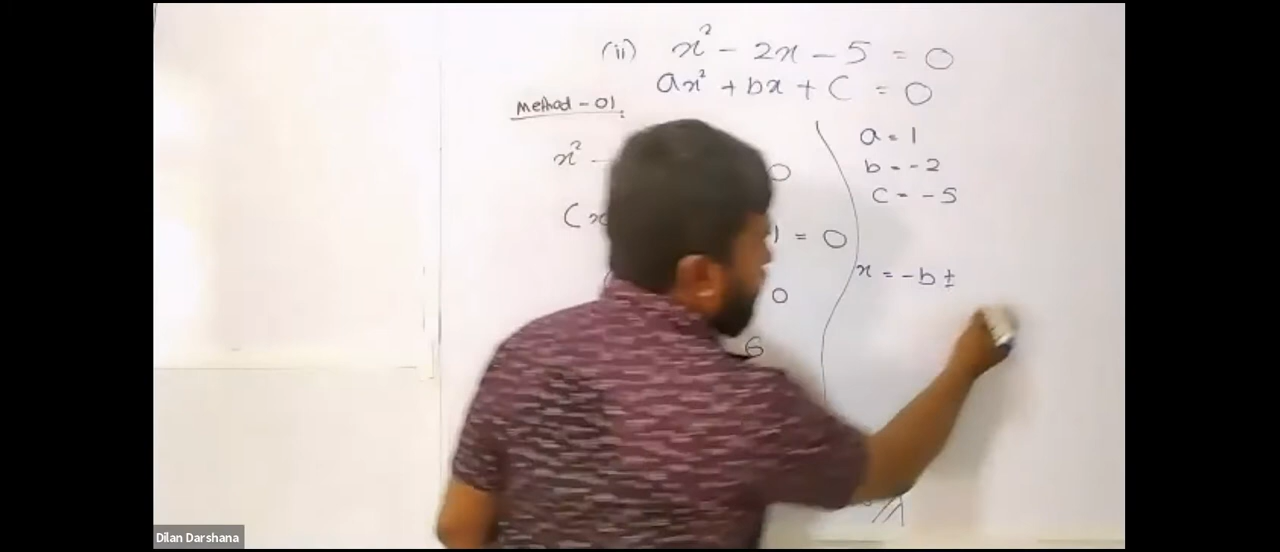 (ii) x² - 2x - 5 = 0
ax² + bx + C = 0
Method - 01.
x² - 0
(x 1 = 0
0
6
a = 1
b = -2
C = -5
x = -b ±
Dilan Darshana